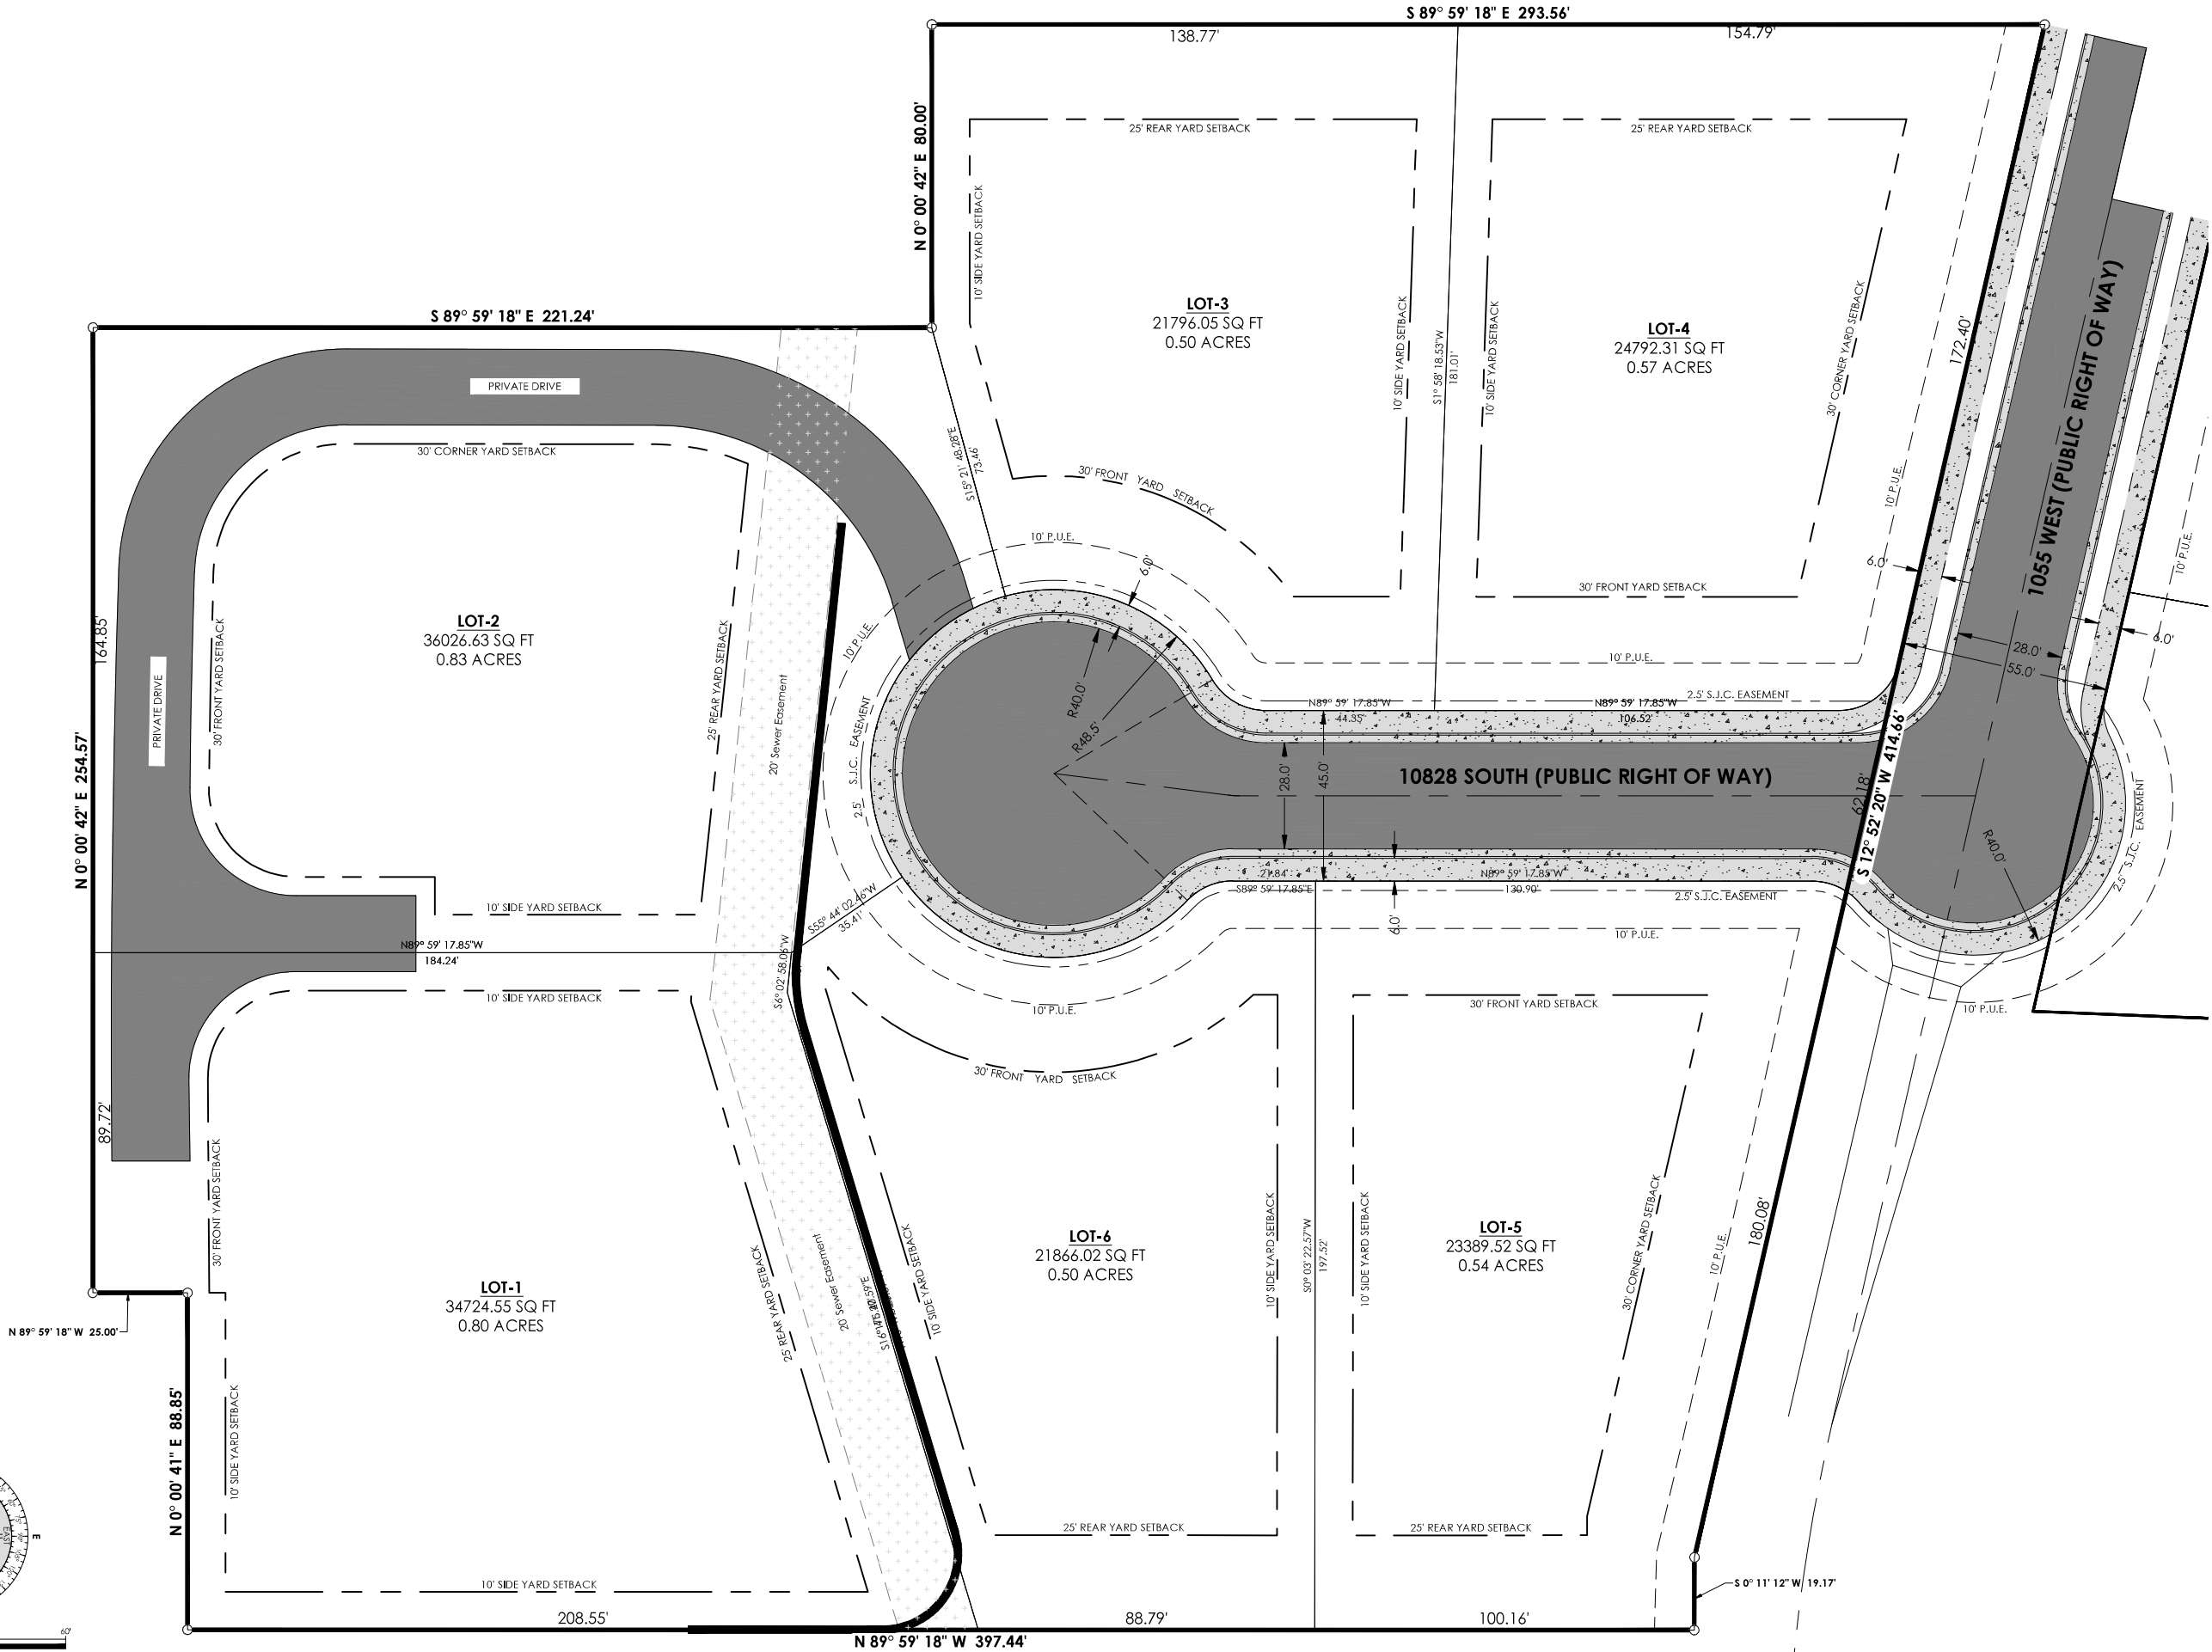 S 89° 59' 18" E 293.56'
138.77'
154.79'
N 0° 00' 42" E 80.00'
25' REAR YARD SETBACK
25' REAR YARD SETBACK
10' SIDE YARD SETBACK
LOT-3
21796.05 SQ FT
0.50 ACRES
10' SIDE YARD SETBACK
S1° 58' 18.53"W
181.01'
10' SIDE YARD SETBACK
LOT-4
24792.31 SQ FT
0.57 ACRES
30' CORNER YARD SETBACK
172.40'
1055 WEST (PUBLIC RIGHT OF WAY)
S 89° 59' 18" E 221.24'
PRIVATE DRIVE
30' CORNER YARD SETBACK
S15° 21' 48.28"E
73.46'
30' FRONT YARD SETBACK
10' P.U.E.
10' P.U.E.
10' P.U.E.
6.0'
6.0'
30' FRONT YARD SETBACK
LOT-2
36026.63 SQ FT
0.83 ACRES
164.85'
30' FRONT YARD SETBACK
25' REAR YARD SETBACK
20' Sewer Easement
PRIVATE DRIVE
10' P.U.E.
10' P.U.E.
28.0'
55.0'
6.0'
R40.0'
R48.5'
2.5' S.J.C. EASEMENT
N89° 59' 17.85"W
44.35'
N89° 59' 17.85"W
106.52'
2.5' S.J.C. EASEMENT
N 0° 00' 42" E 254.57'
28.0'
45.0'
10828 SOUTH (PUBLIC RIGHT OF WAY)
62.18'
S 12° 52' 20" W 414.66'
R40.0'
2.5' S.J.C. EASEMENT
21.84'
S89° 59' 17.85"E
N89° 59' 17.85"W
130.90'
2.5' S.J.C. EASEMENT
6.0'
10' SIDE YARD SETBACK
S55° 44' 02.46"W
35.41'
N89° 59' 17.85"W
184.24'
S6° 02' 58.06"W
10' P.U.E.
10' P.U.E.
10' P.U.E.
10' SIDE YARD SETBACK
30' FRONT YARD SETBACK
30' FRONT YARD SETBACK
89.72'
30' FRONT YARD SETBACK
LOT-1
34724.55 SQ FT
0.80 ACRES
25' REAR YARD SETBACK
20' Sewer Easement
10' SIDE YARD SETBACK
LOT-6
21866.02 SQ FT
0.50 ACRES
10' SIDE YARD SETBACK
S0° 03' 22.57"W
197.52'
10' SIDE YARD SETBACK
LOT-5
23389.52 SQ FT
0.54 ACRES
30' CORNER YARD SETBACK
10' P.U.E.
180.08'
N 89° 59' 18" W 25.00'
N 0° 00' 41" E 88.85'
10' SIDE YARD SETBACK
25' REAR YARD SETBACK
25' REAR YARD SETBACK
10' SIDE YARD SETBACK
S 0° 11' 12" W 19.17'
208.55'
88.79'
100.16'
N 89° 59' 18" W 397.44'
E
EAST
60'